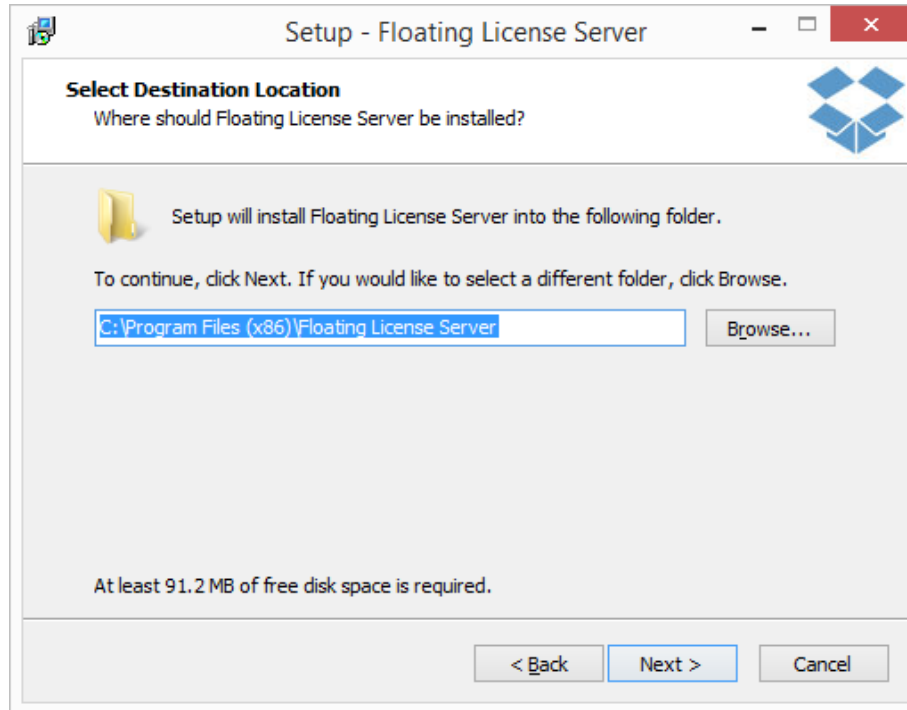 Setup - Floating License Server
Select Destination Location
Where should Floating License Server be installed?
Setup will install Floating License Server into the following folder.
To continue, click Next. If you would like to select a different folder, click Browse.
C:\Program Files (x86)\Floating License Server
Browse...
At least 91.2 MB of free disk space is required.
< Back
Next >
Cancel